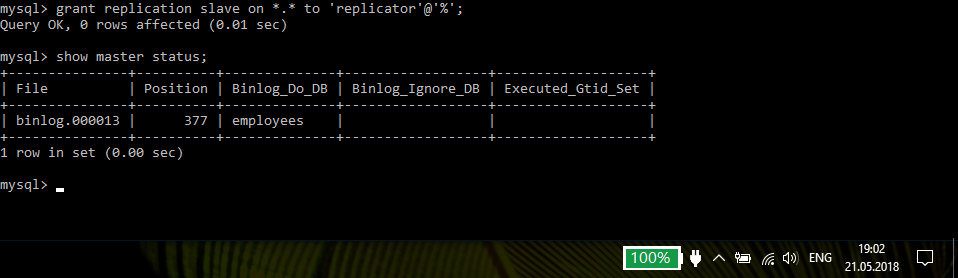 mysql> grant replication slave on *.* to 'replicator'@'%';
Query OK, 0 rows affected (0.01 sec)
mysql> show master status;
+---------------+----------+--------------+------------------+-------------------+
| File          | Position | Binlog_Do_DB | Binlog_Ignore_DB | Executed_Gtid_Set |
+---------------+----------+--------------+------------------+-------------------+
| binlog.000013 |      377 | employees    |                  |                   |
+---------------+----------+--------------+------------------+-------------------+
1 row in set (0.00 sec)
mysql> _
100%
ENG
19:02
21.05.2018